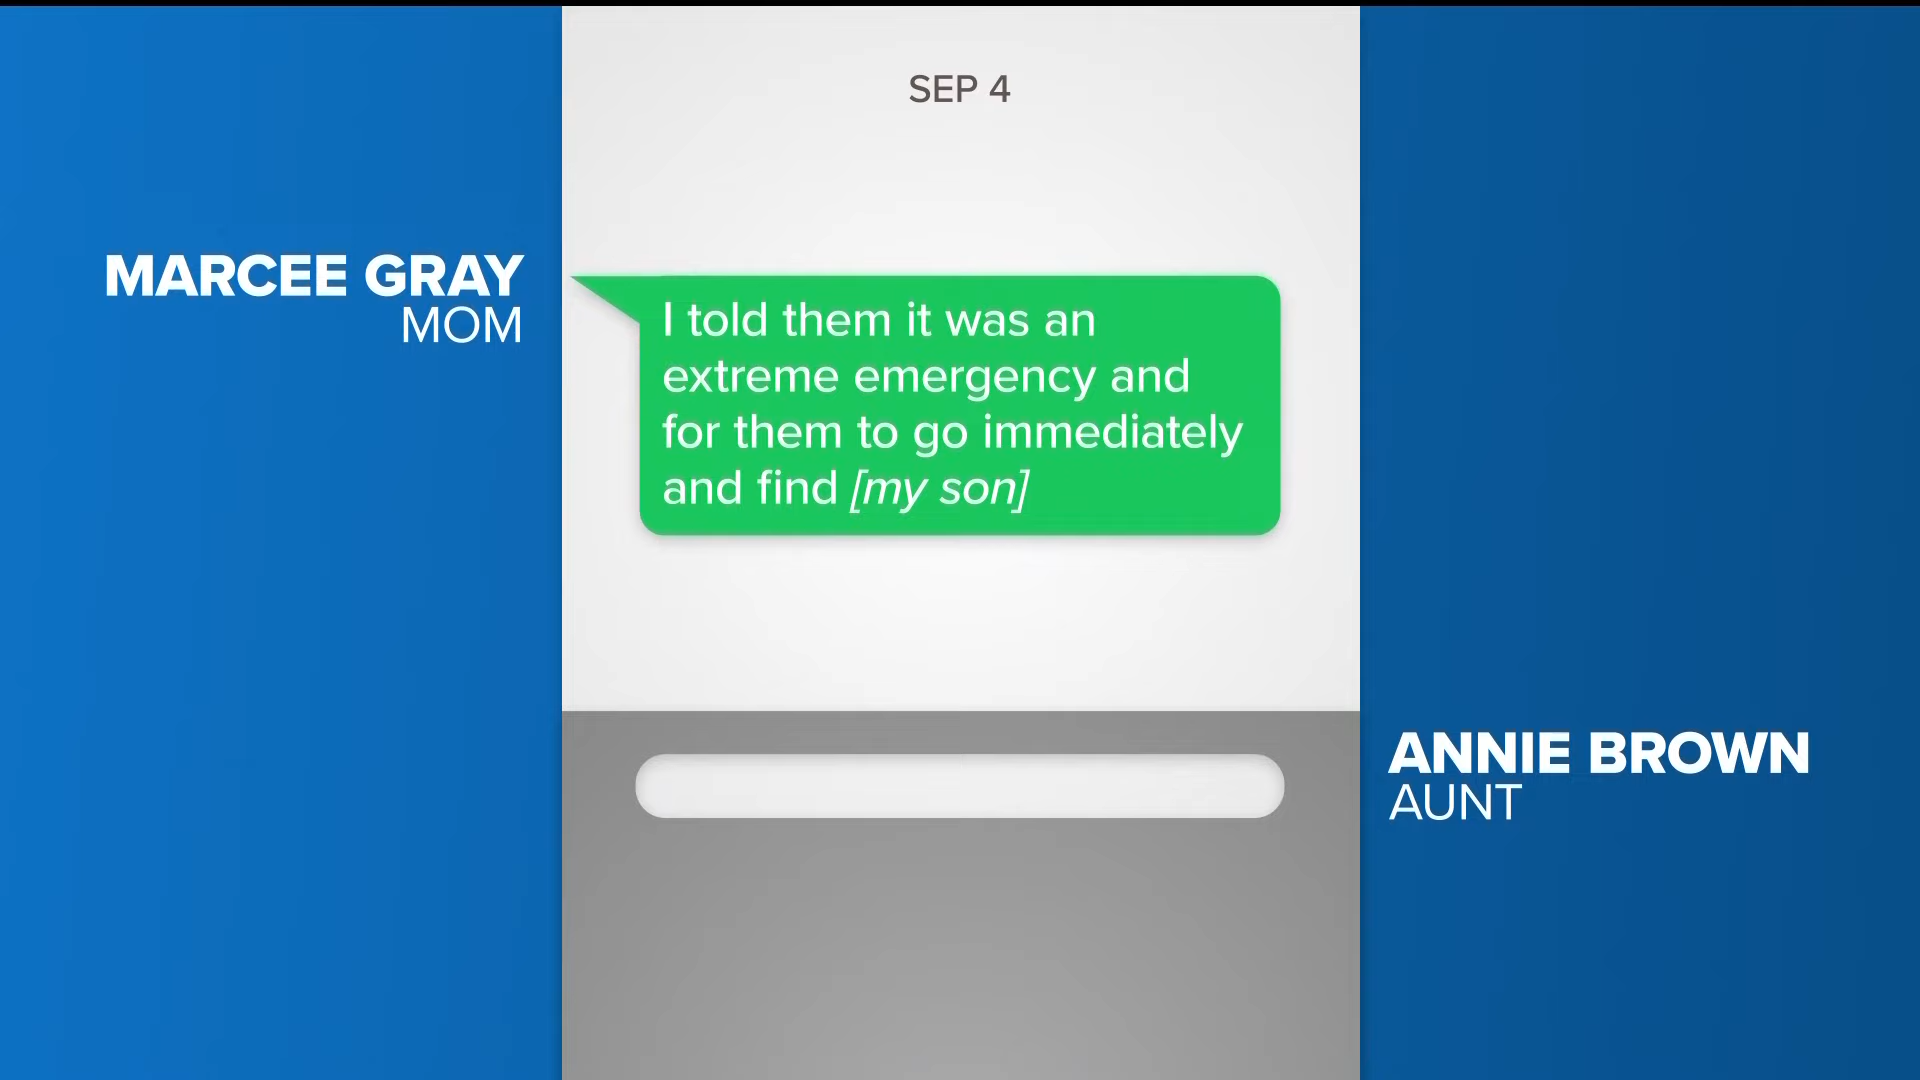 SEP 4
MARCEE GRAY
MOM
I told them it was an
extreme emergency and
for them to go immediately
and find [my son]
ANNIE BROWN
AUNT